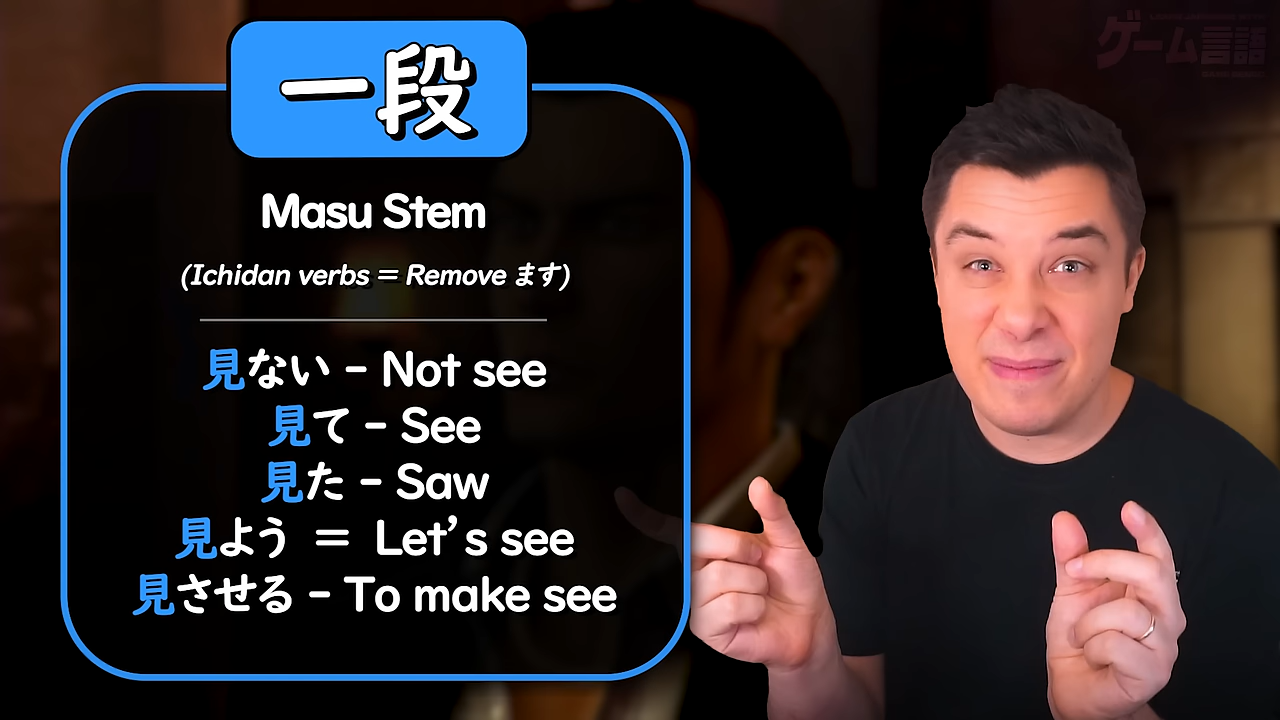 ゲーム言語
一段
Masu Stem
(Ichidan verbs = Remove ます)
見ない – Not see
見て – See
見た – Saw
見よう = Let's see
見させる – To make see